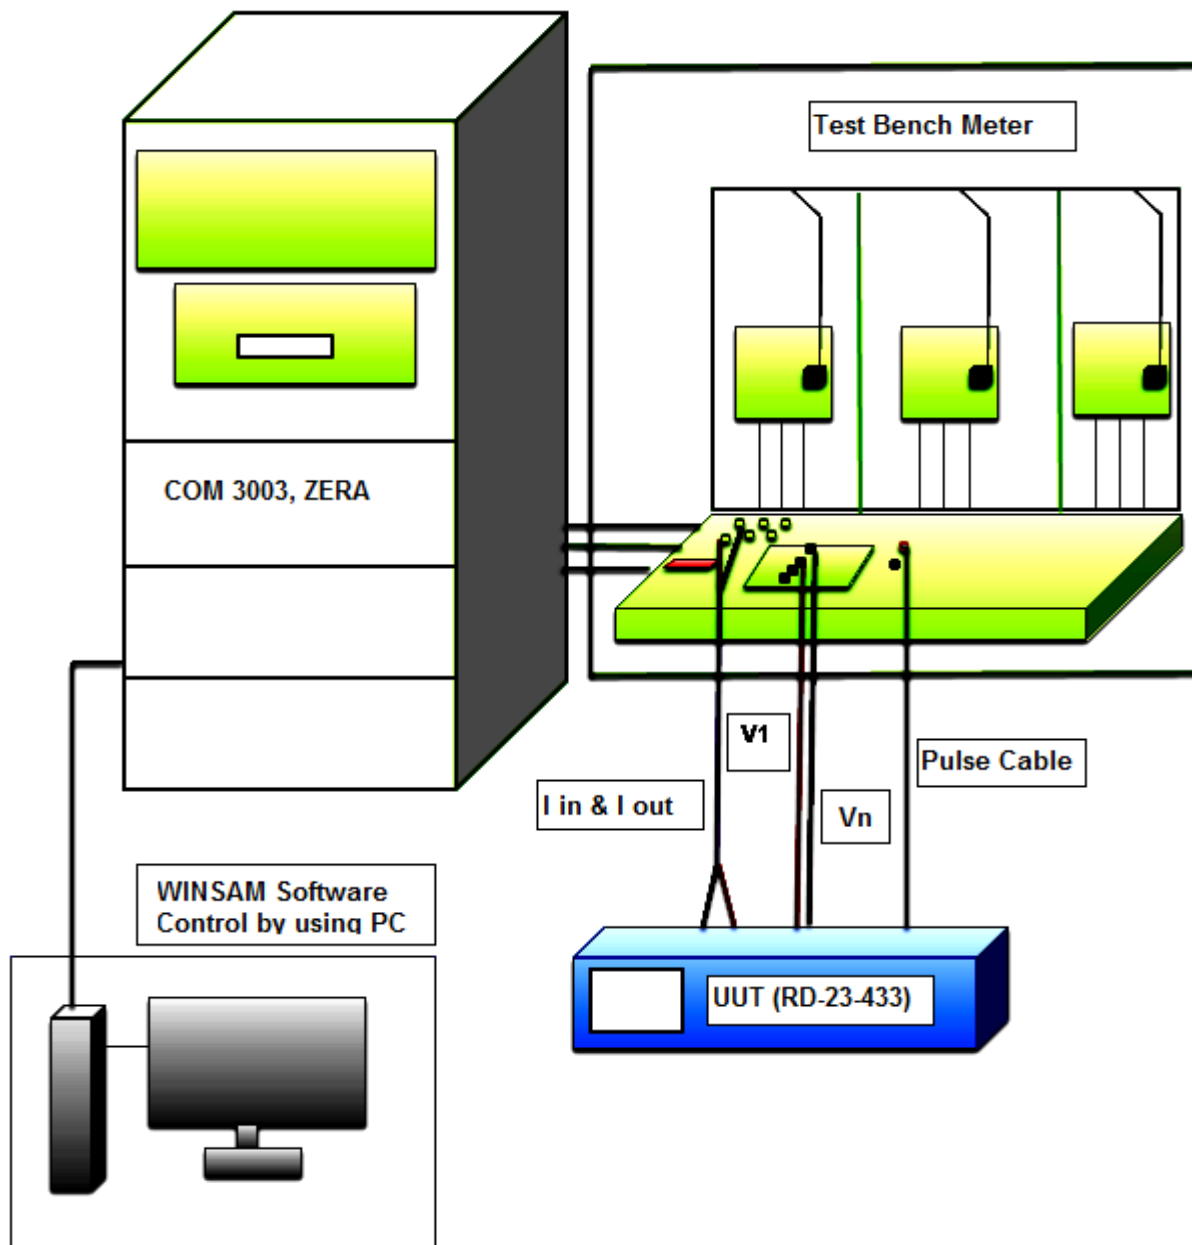 Test Bench Meter
COM 3003, ZERA
V1
Pulse Cable
I in & I out
Vn
WINSAM Software
Control by using PC
UUT (RD-23-433)